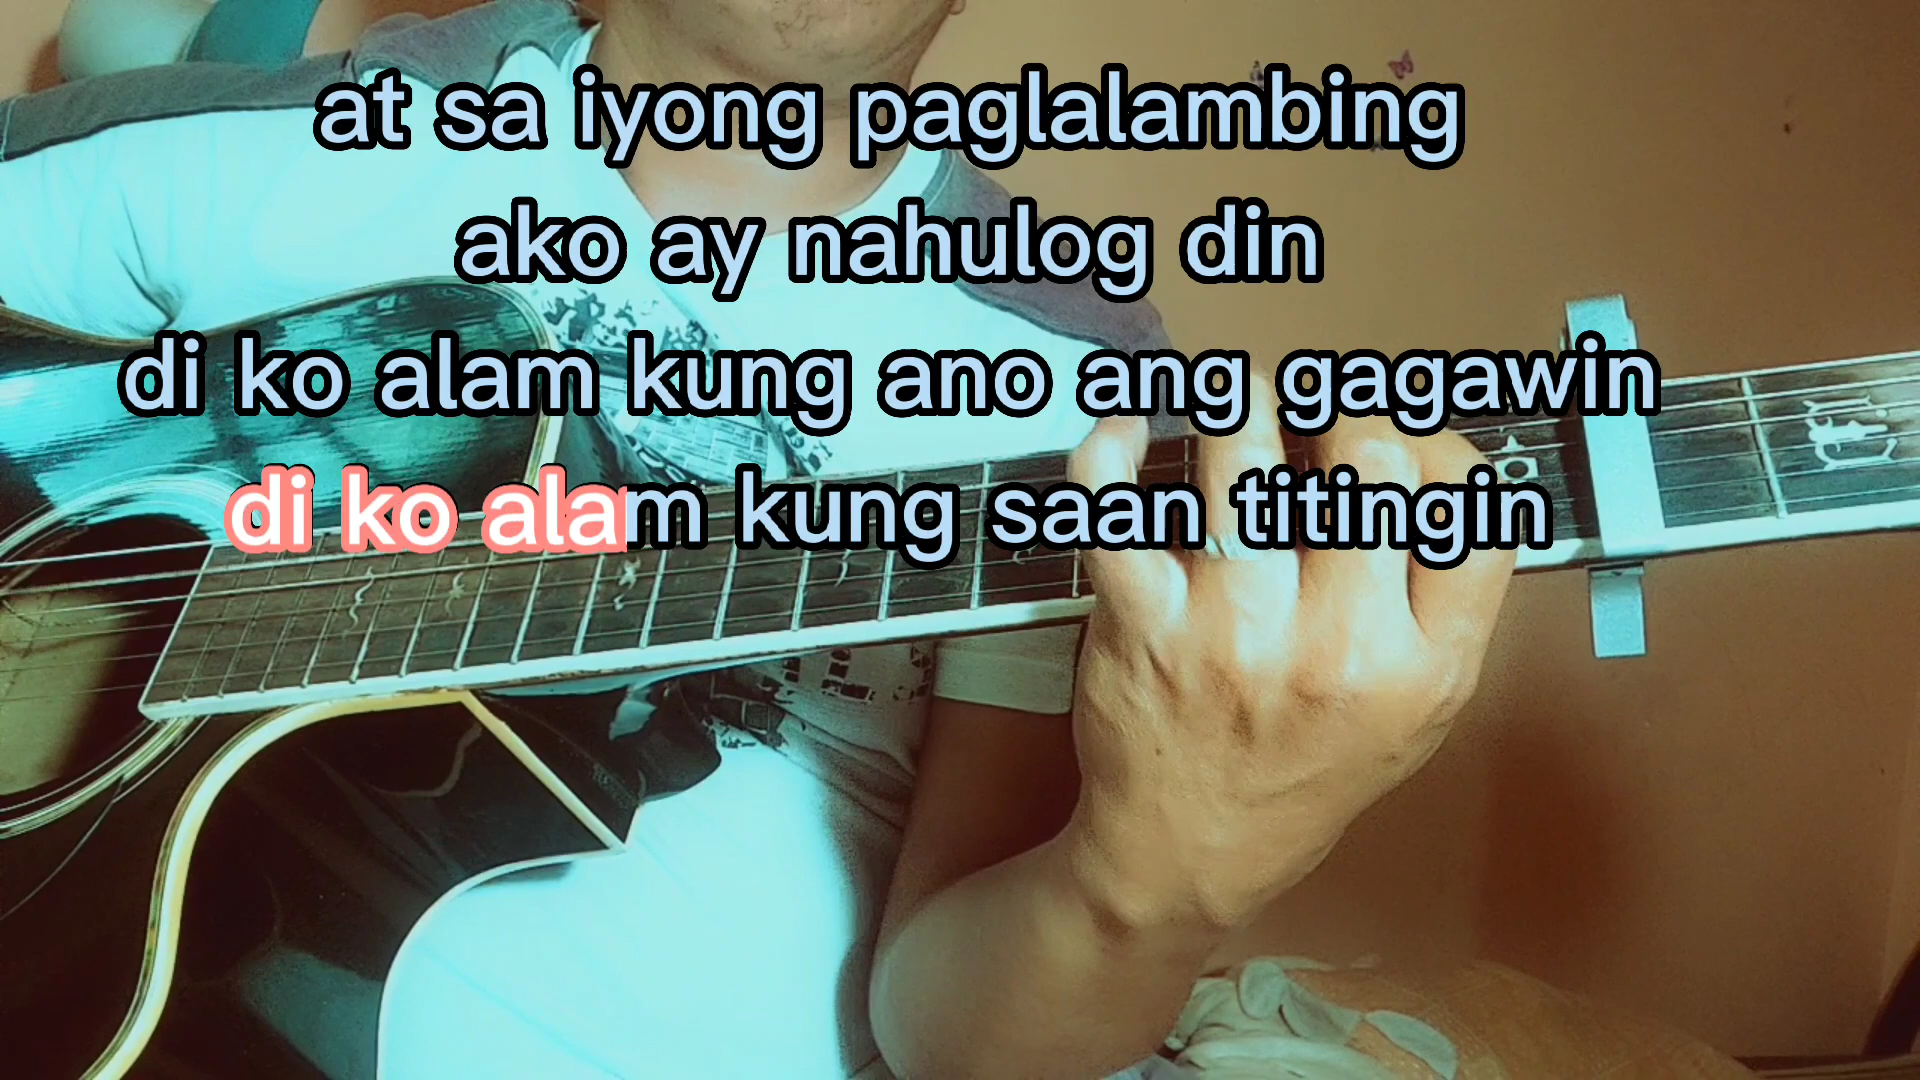 at sa iyong paglalambing
ako ay nahulog din
di ko alam kung ano ang gagawin
di ko alam kung saan titingin